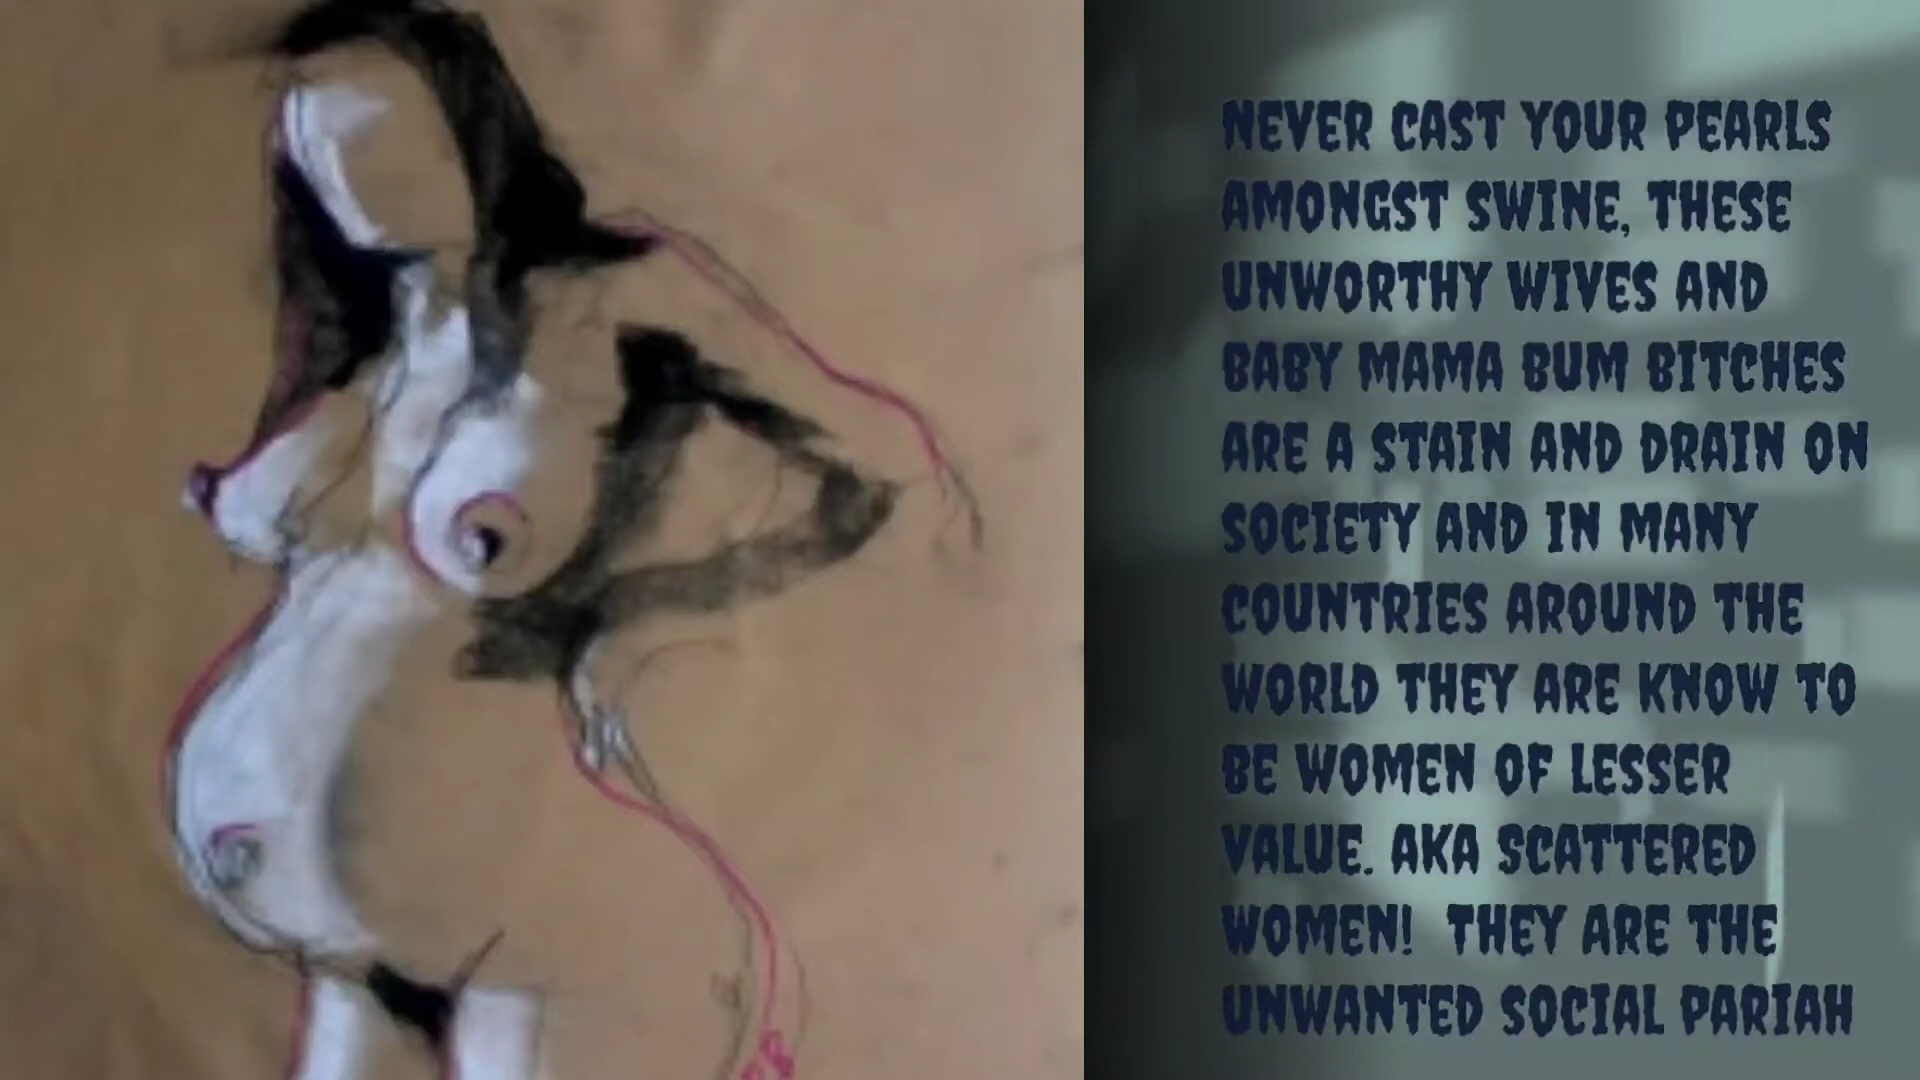 NEVER CAST YOUR PEARLS
AMONGST SWINE, THESE
UNWORTHY WIVES AND
BABY MAMA BUM BITCHES
ARE A STAIN AND DRAIN ON
SOCIETY AND IN MANY
COUNTRIES AROUND THE
WORLD THEY ARE KNOW TO
BE WOMEN OF LESSER
VALUE. AKA SCATTERED
WOMEN!  THEY ARE THE
UNWANTED SOCIAL PARIAH